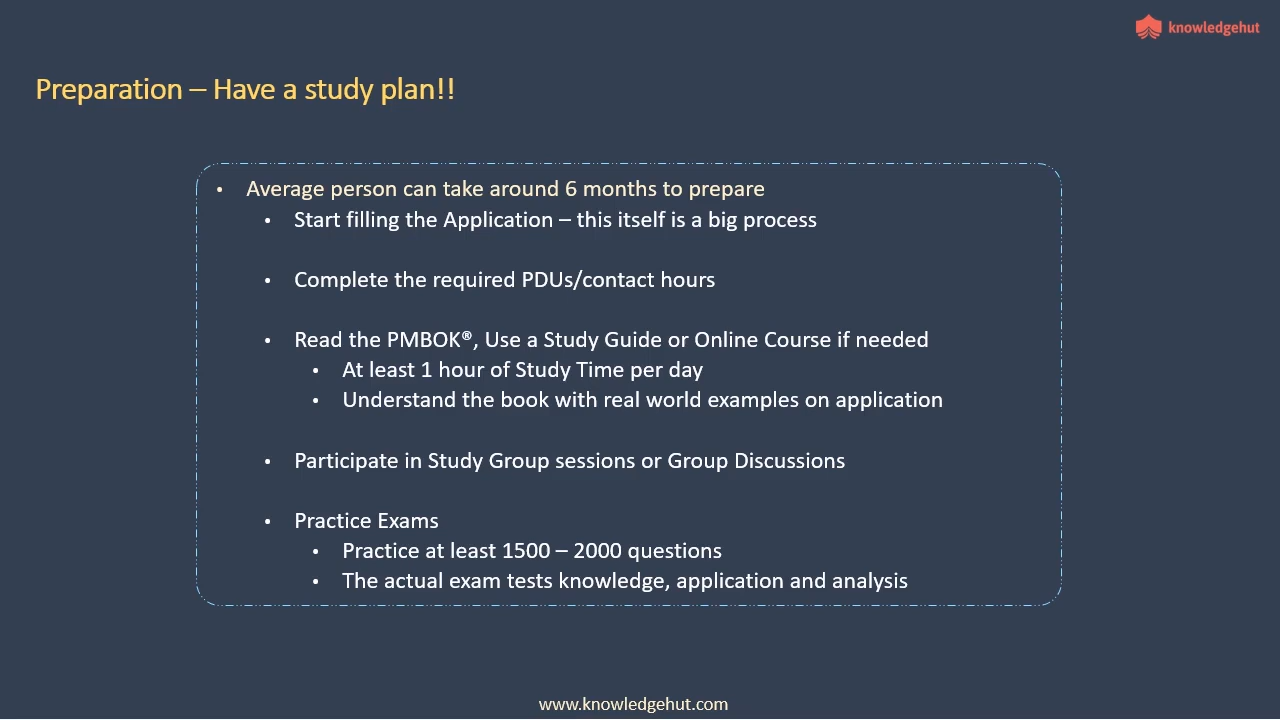 knowledgehut
Preparation – Have a study plan!!
• Average person can take around 6 months to prepare
• Start filling the Application – this itself is a big process
• Complete the required PDUs/contact hours
• Read the PMBOK®, Use a Study Guide or Online Course if needed
• At least 1 hour of Study Time per day
• Understand the book with real world examples on application
• Participate in Study Group sessions or Group Discussions
• Practice Exams
• Practice at least 1500 – 2000 questions
• The actual exam tests knowledge, application and analysis
www.knowledgehut.com